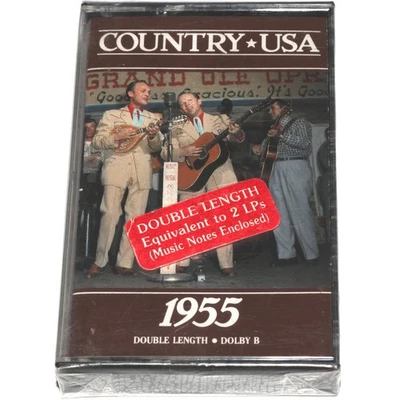 COUNTRY★USA
GRAND OLE OPR
"Goodness Gracious! It's Good
DOUBLE LENGTH
Equivalent to 2 LPs
(Music Notes Enclosed)
1955
DOUBLE LENGTH ● DOLBY B